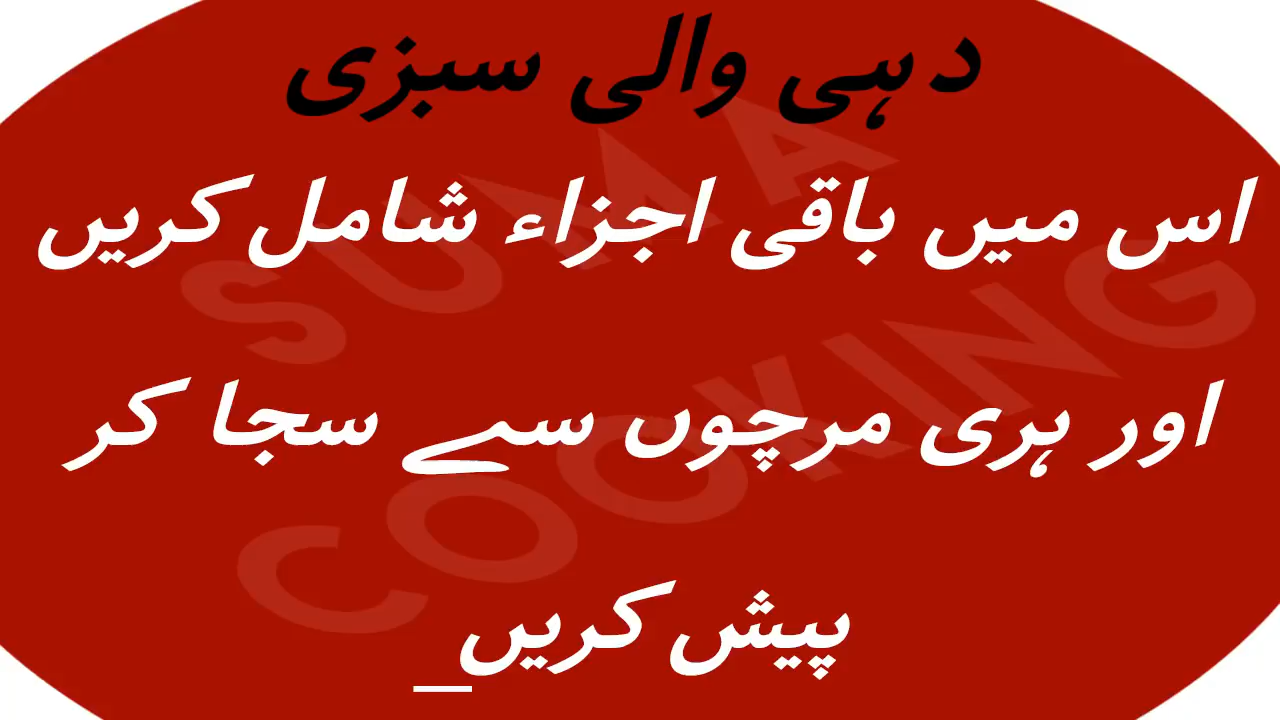 دہی والی سبزی
اس میں باقی اجزاء شامل کریں
اور ہری مرچوں سے سجا کر
پیش کریں_
SUMA
COOKING